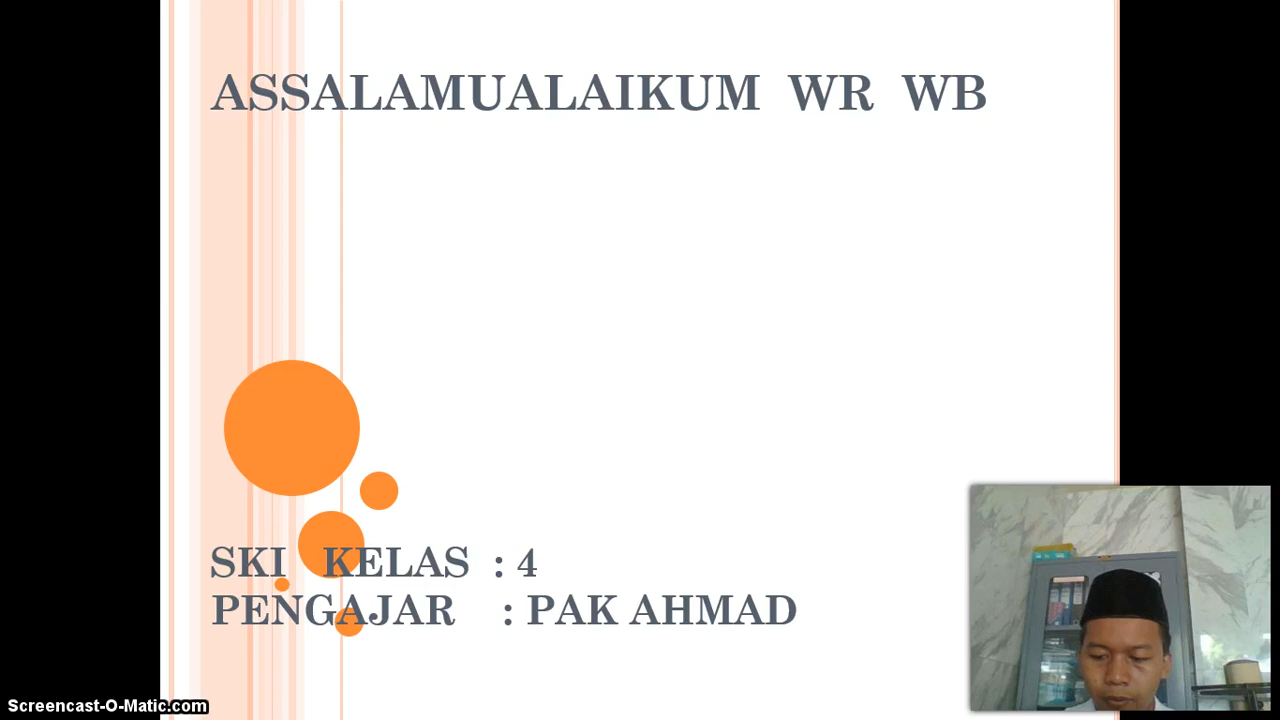 ASSALAMUALAIKUM WR WB
SKI KELAS : 4
PENGAJAR : PAK AHMAD
Screencast-O-Matic.com